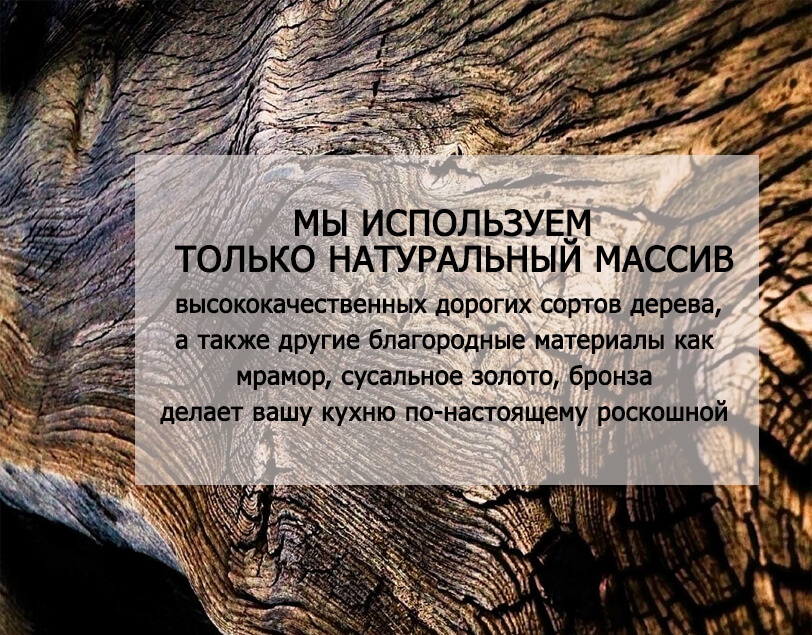 МЫ ИСПОЛЬЗУЕМ
ТОЛЬКО НАТУРАЛЬНЫЙ МАССИВ
высококачественных дорогих сортов дерева,
а также другие благородные материалы как
мрамор, сусальное золото, бронза
делает вашу кухню по-настоящему роскошной